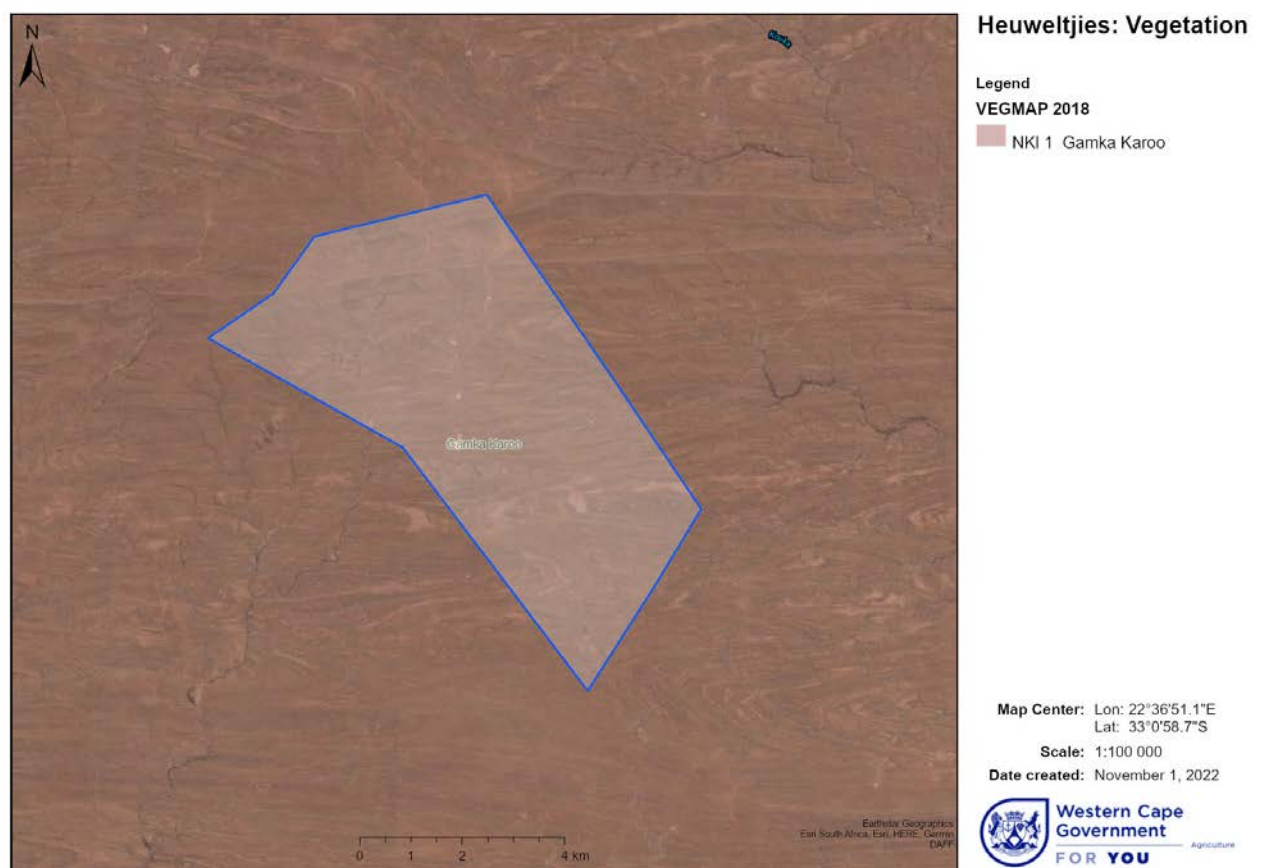 Heuweltjies: Vegetation
N
Legend
VEGMAP 2018
NKl 1 Gamka Karoo
Gamka Karoo
Map Center: Lon: 22°36'51.1"E
Lat: 33°0'58.7"S
Scale: 1:100 000
Date created: November 1, 2022
Earthstar Geographics
Esri South Africa, Esri, HERE, Garmin
DAFF
0 1 2 4 km
Western Cape
Government
Agriculture
FOR YOU